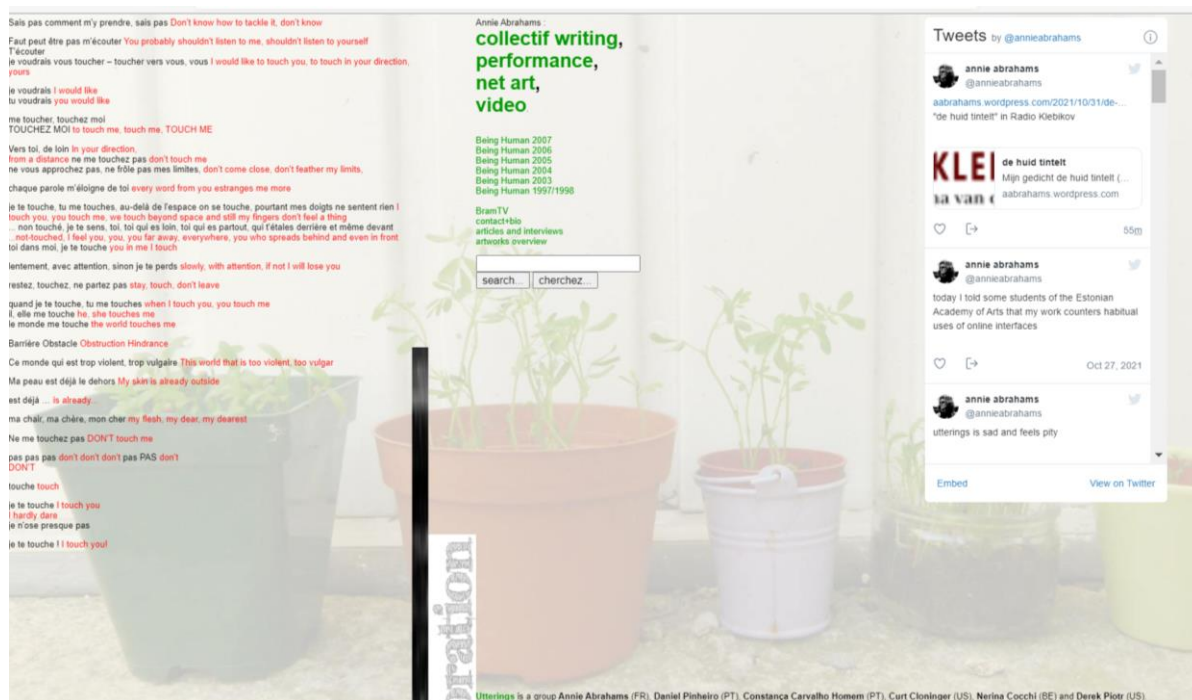 Sais pas comment m'y prendre, sais pas Don't know how to tackle it, don't know
Faut peut être pas m'écouter You probably shouldn't listen to me, shouldn't listen to yourself
T'écouter
je voudrais vous toucher – toucher vers vous, vous I would like to touch you, to touch in your direction,
yours
je voudrais I would like
tu voudrais you would like
me toucher, touchez moi
TOUCHEZ MOI to touch me, touch me, TOUCH ME
Vers toi, de loin In your direction,
from a distance ne me touchez pas don't touch me
ne vous approchez pas, ne frôle pas mes limites, don't come close, don't feather my limits,
chaque parole m'éloigne de toi every word from you estranges me more
je te touche, tu me touches, au-delà de l'espace on se touche, pourtant mes doigts ne sentent rien I
touch you, you touch me, we touch beyond space and still my fingers don't feel a thing
... non touché, je te sens, toi, toi qui es loin, toi qui es partout, qui t'étales derrière et même devant
...not-touched, I feel you, you, you far away, everywhere, you who spreads behind and even in front
toi dans moi, je te touche you in me I touch
lentement, avec attention, sinon je te perds slowly, with attention, if not I will lose you
restez, touchez, ne partez pas stay, touch, don't leave
quand je te touche, tu me touches when I touch you, you touch me
il, elle me touche he, she touches me
le monde me touche the world touches me
Barrière Obstacle Obstruction Hindrance
Ce monde qui est trop violent, trop vulgaire This world that is too violent, too vulgar
Ma peau est déjà le dehors My skin is already outside
est déjà ... is already...
ma chair, ma chère, mon cher my flesh, my dear, my dearest
Ne me touchez pas DON'T touch me
pas pas pas don't don't don't pas PAS don't
DON'T
touche touch
je te touche I touch you
I hardly dare
je n'ose presque pas
je te touche ! I touch you!
Annie Abrahams :
collectif writing,
performance,
net art,
video
Being Human 2007
Being Human 2006
Being Human 2005
Being Human 2004
Being Human 2003
Being Human 1997/1998
BramTV
contact+bio
articles and interviews
artworks overview
search... cherchez...
oration
Utterings is a group Annie Abrahams (FR), Daniel Pinheiro (PT), Constança Carvalho Homem (PT), Curt Cloninger (US), Nerina Cocchi (BE) and Derek Piotr (US)
Tweets by @annieabrahams
annie abrahams
@annieabrahams
aabrahams.wordpress.com/2021/10/31/de-…
"de huid tintelt" in Radio Klebikov
KLEI
na van d
de huid tintelt
Mijn gedicht de huid tintelt (…
aabrahams.wordpress.com
55m
annie abrahams
@annieabrahams
today I told some students of the Estonian
Academy of Arts that my work counters habitual
uses of online interfaces
Oct 27, 2021
annie abrahams
@annieabrahams
utterings is sad and feels pity
Embed View on Twitter